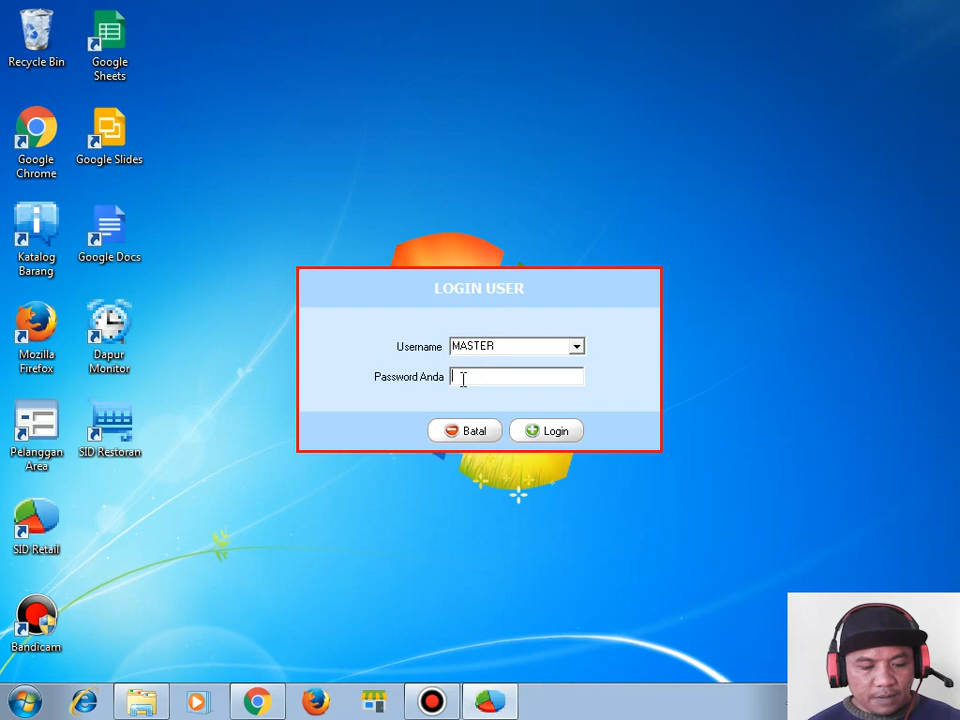 Recycle Bin
Google
Sheets
Google
Chrome
Google Slides
Katalog
Barang
Google Docs
Mozilla
Firefox
Dapur
Monitor
Pelanggan
Area
SID Restoran
SID Retail
Bandicam
LOGIN USER
Username
MASTER
Password Anda
Batal
Login